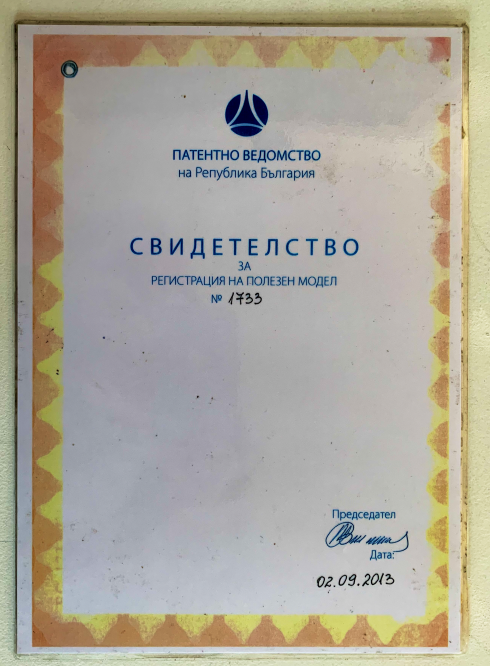 ПАТЕНТНО ВЕДОМСТВО
на Република България
СВИДЕТЕЛСТВО
ЗА
РЕГИСТРАЦИЯ НА ПОЛЕЗЕН МОДЕЛ
№ 1733
Председател
Дата:
02.09.2013